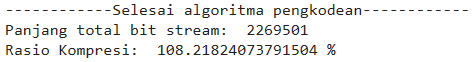 ------------Selesai algoritma pengkodean------------
Panjang total bit stream:  2269501
Rasio Kompresi:  108.21824073791504 %